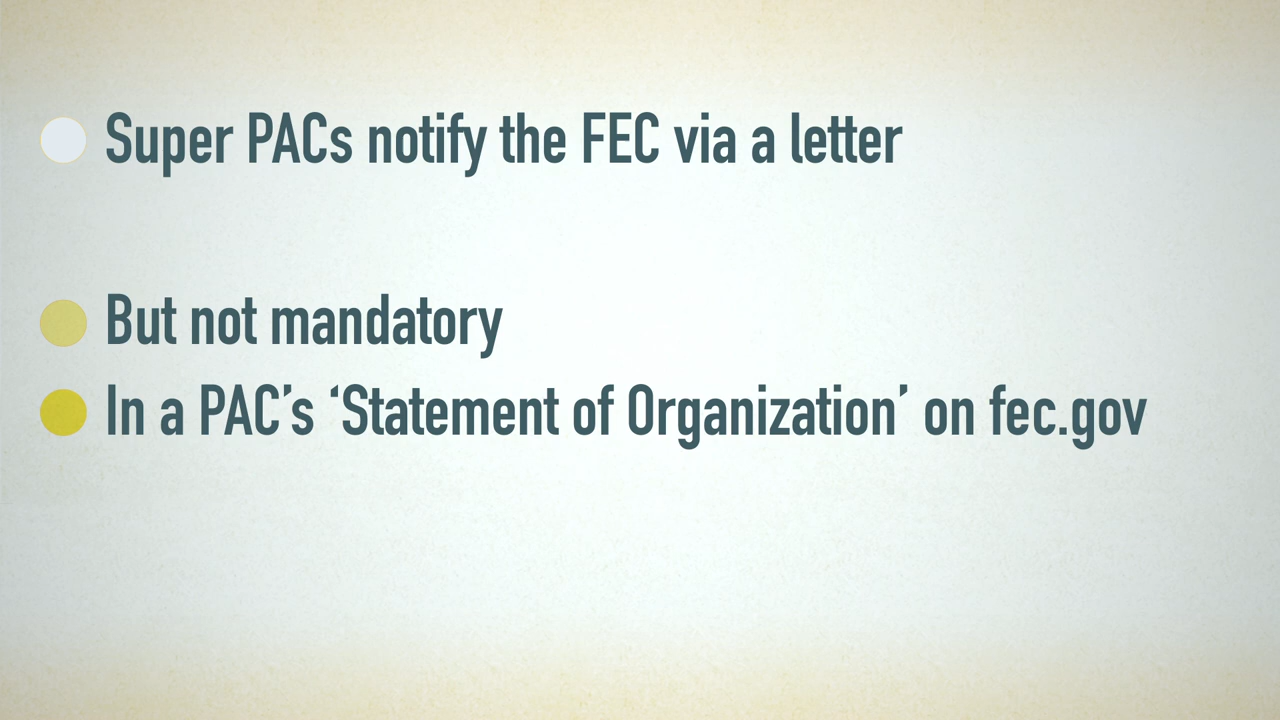 Super PACs notify the FEC via a letter
But not mandatory
In a PAC’s ‘Statement of Organization’ on fec.gov